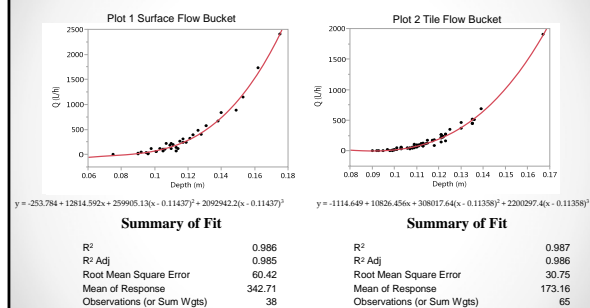 Plot 1 Surface Flow Bucket
2500
2000
1500
1000
500
0
Q (L/h)
0.06 0.08 0.1 0.12 0.14 0.16 0.18
Depth (m)
y = -253.784 + 12814.592x + 259905.13(x - 0.11437)² + 2092942.2(x - 0.11437)³
Summary of Fit
R² 0.986
R² Adj 0.985
Root Mean Square Error 60.42
Mean of Response 342.71
Observations (or Sum Wgts) 38
Plot 2 Tile Flow Bucket
2000
1500
1000
500
0
Q (L/h)
0.08 0.09 0.1 0.11 0.12 0.13 0.14 0.15 0.16 0.17
Depth (m)
y = -1114.649 + 10826.456x + 308017.64(x - 0.11358)² + 2200297.4(x - 0.11358)³
Summary of Fit
R² 0.987
R² Adj 0.986
Root Mean Square Error 30.75
Mean of Response 173.16
Observations (or Sum Wgts) 65